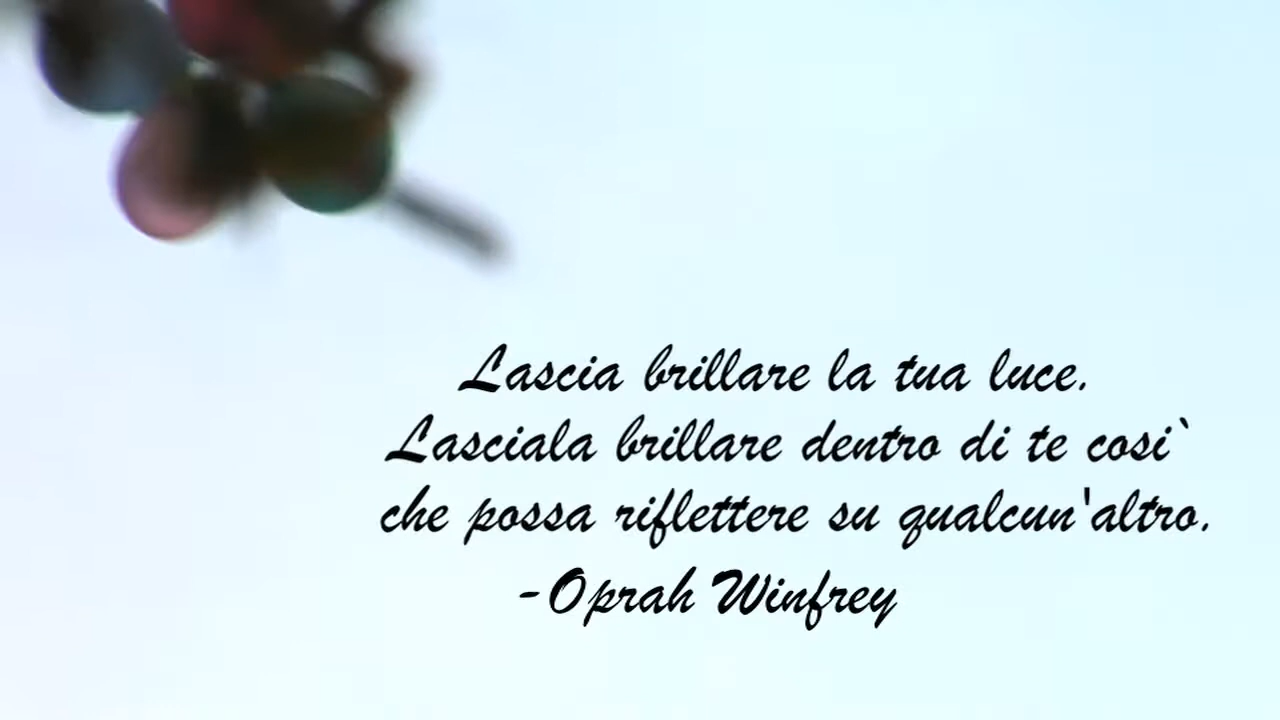 Lascia brillare la tua luce.
Lasciala brillare dentro di te cosi`
che possa riflettere su qualcun'altro.
-Oprah Winfrey